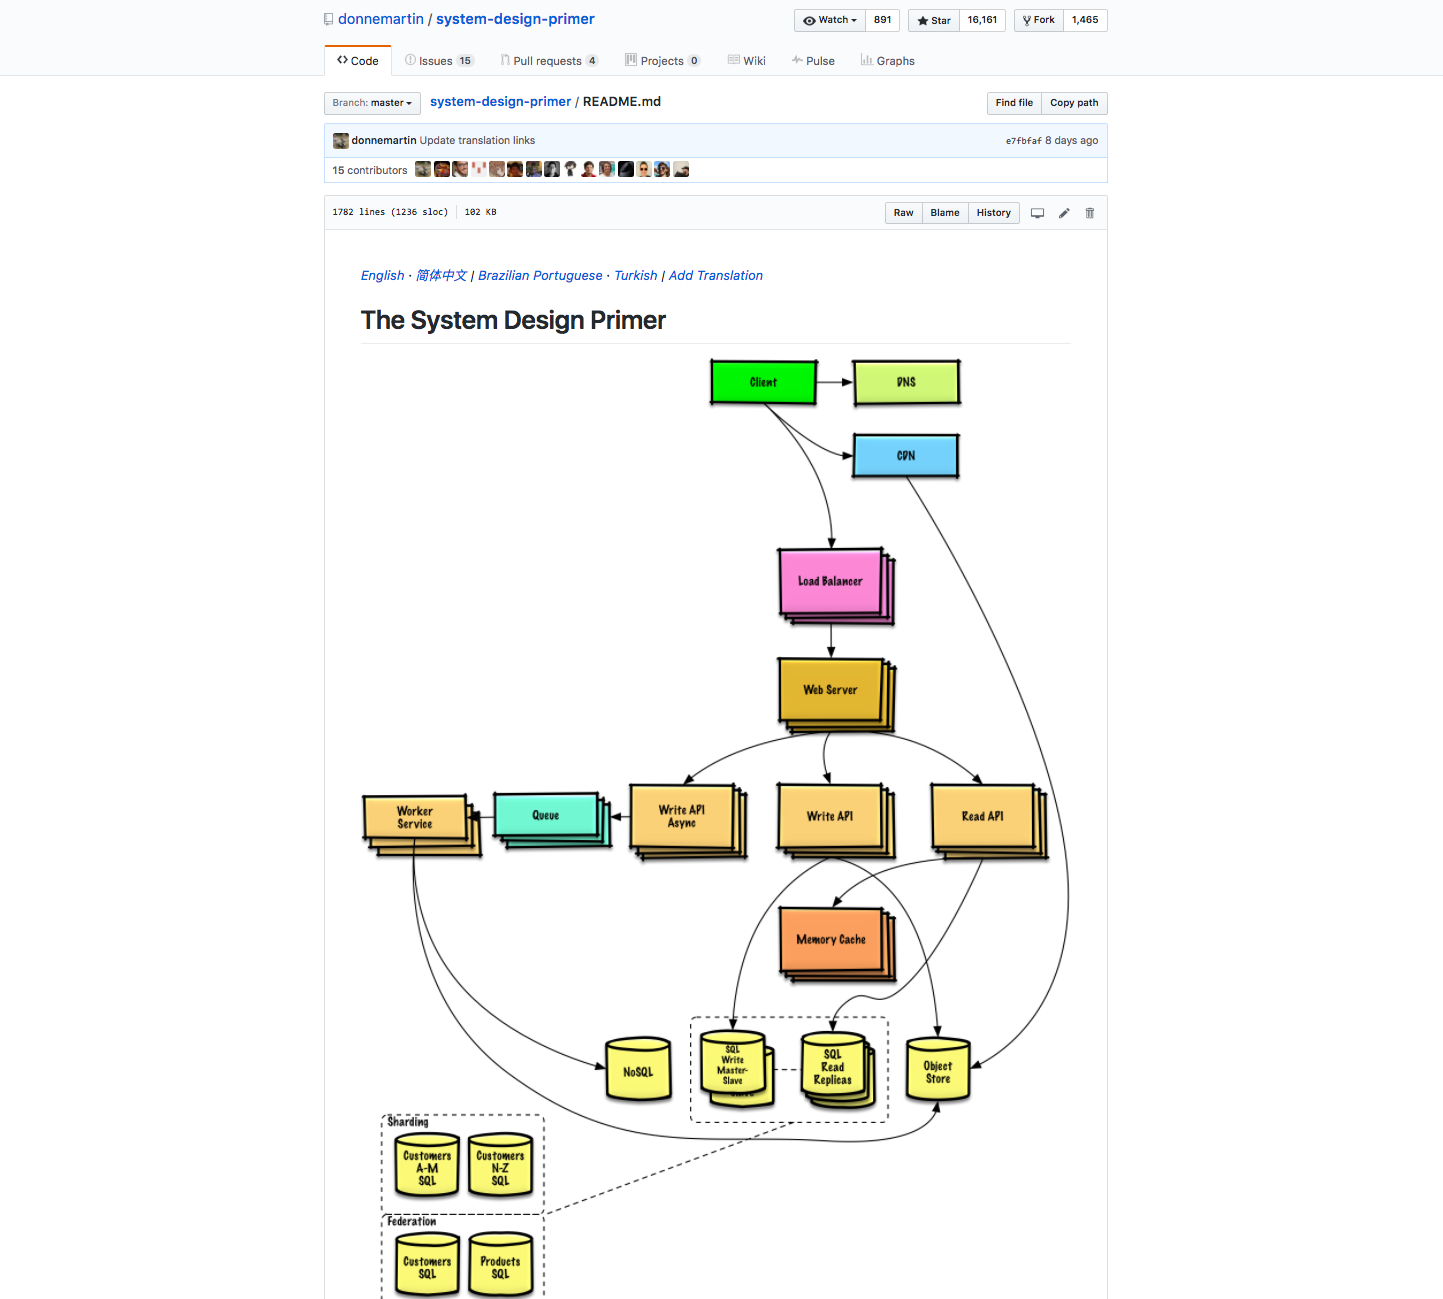 donnemartin / system-design-primer
Watch 891
Star 16,161
Fork 1,465
Code
Issues 15
Pull requests 4
Projects 0
Wiki
Pulse
Graphs
Branch: master
system-design-primer / README.md
Find file
Copy path
donnemartin Update translation links
e7fbfaf 8 days ago
15 contributors
1782 lines (1236 sloc)
102 KB
Raw
Blame
History
English · 简体中文 | Brazilian Portuguese · Turkish | Add Translation
The System Design Primer
Client
DNS
CDN
Load Balancer
Web Server
Worker
Service
Queue
Write API
Async
Write API
Read API
Memory Cache
NoSQL
SQL
Write
Master-
Slave
SQL
Read
Replicas
Object
Store
Sharding
Customers
A-M
SQL
Customers
N-Z
SQL
Federation
Customers
SQL
Products
SQL